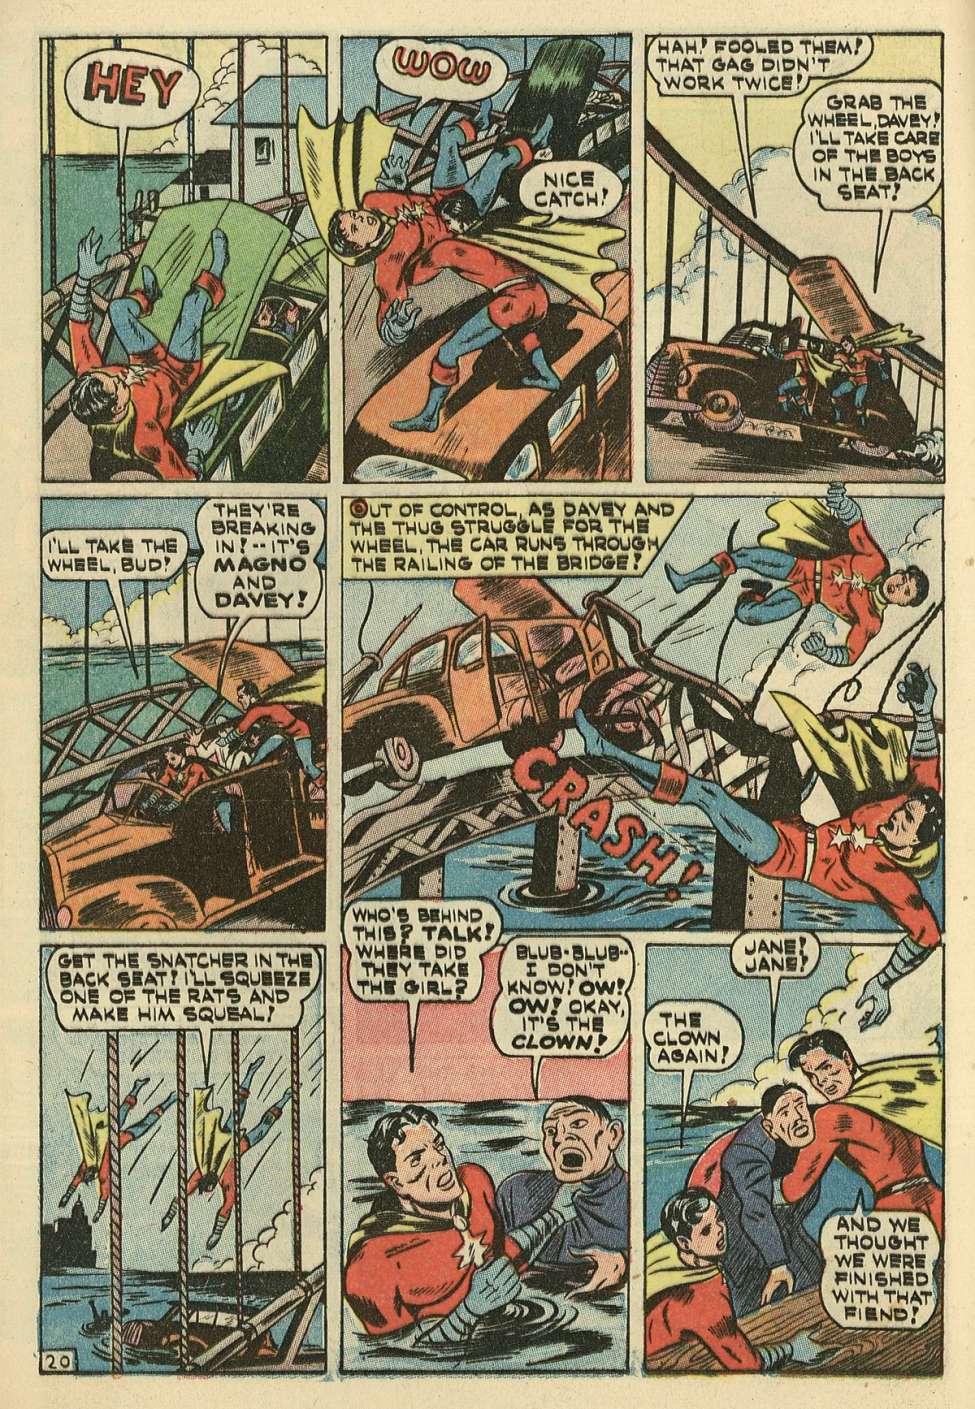 HEY
WOW
NICE
CATCH!
HAH! FOOLED THEM!
THAT GAG DIDN'T
WORK TWICE!
GRAB THE
WHEEL, DAVEY!
I'LL TAKE CARE
OF THE BOYS
IN THE BACK
SEAT!
I'LL TAKE THE
WHEEL, BUD!
THEY'RE
BREAKING
IN!--IT'S
MAGNO
AND
DAVEY!
OUT OF CONTROL, AS DAVEY AND
THE THUG STRUGGLE FOR THE
WHEEL, THE CAR RUNS THROUGH
THE RAILING OF THE BRIDGE!
CRASH!
GET THE SNATCHER IN THE
BACK SEAT! I'LL SQUEEZE
ONE OF THE RATS AND
MAKE HIM SQUEAL!
WHO'S BEHIND
THIS? TALK!
WHERE DID
THEY TAKE
THE GIRL?
BLUB-BLUB--
I DON'T
KNOW! OW!
OW! OKAY,
IT'S THE
CLOWN!
JANE!
JANE!
THE
CLOWN
AGAIN!
AND WE
THOUGHT
WE WERE
FINISHED
WITH THAT
FIEND!
20